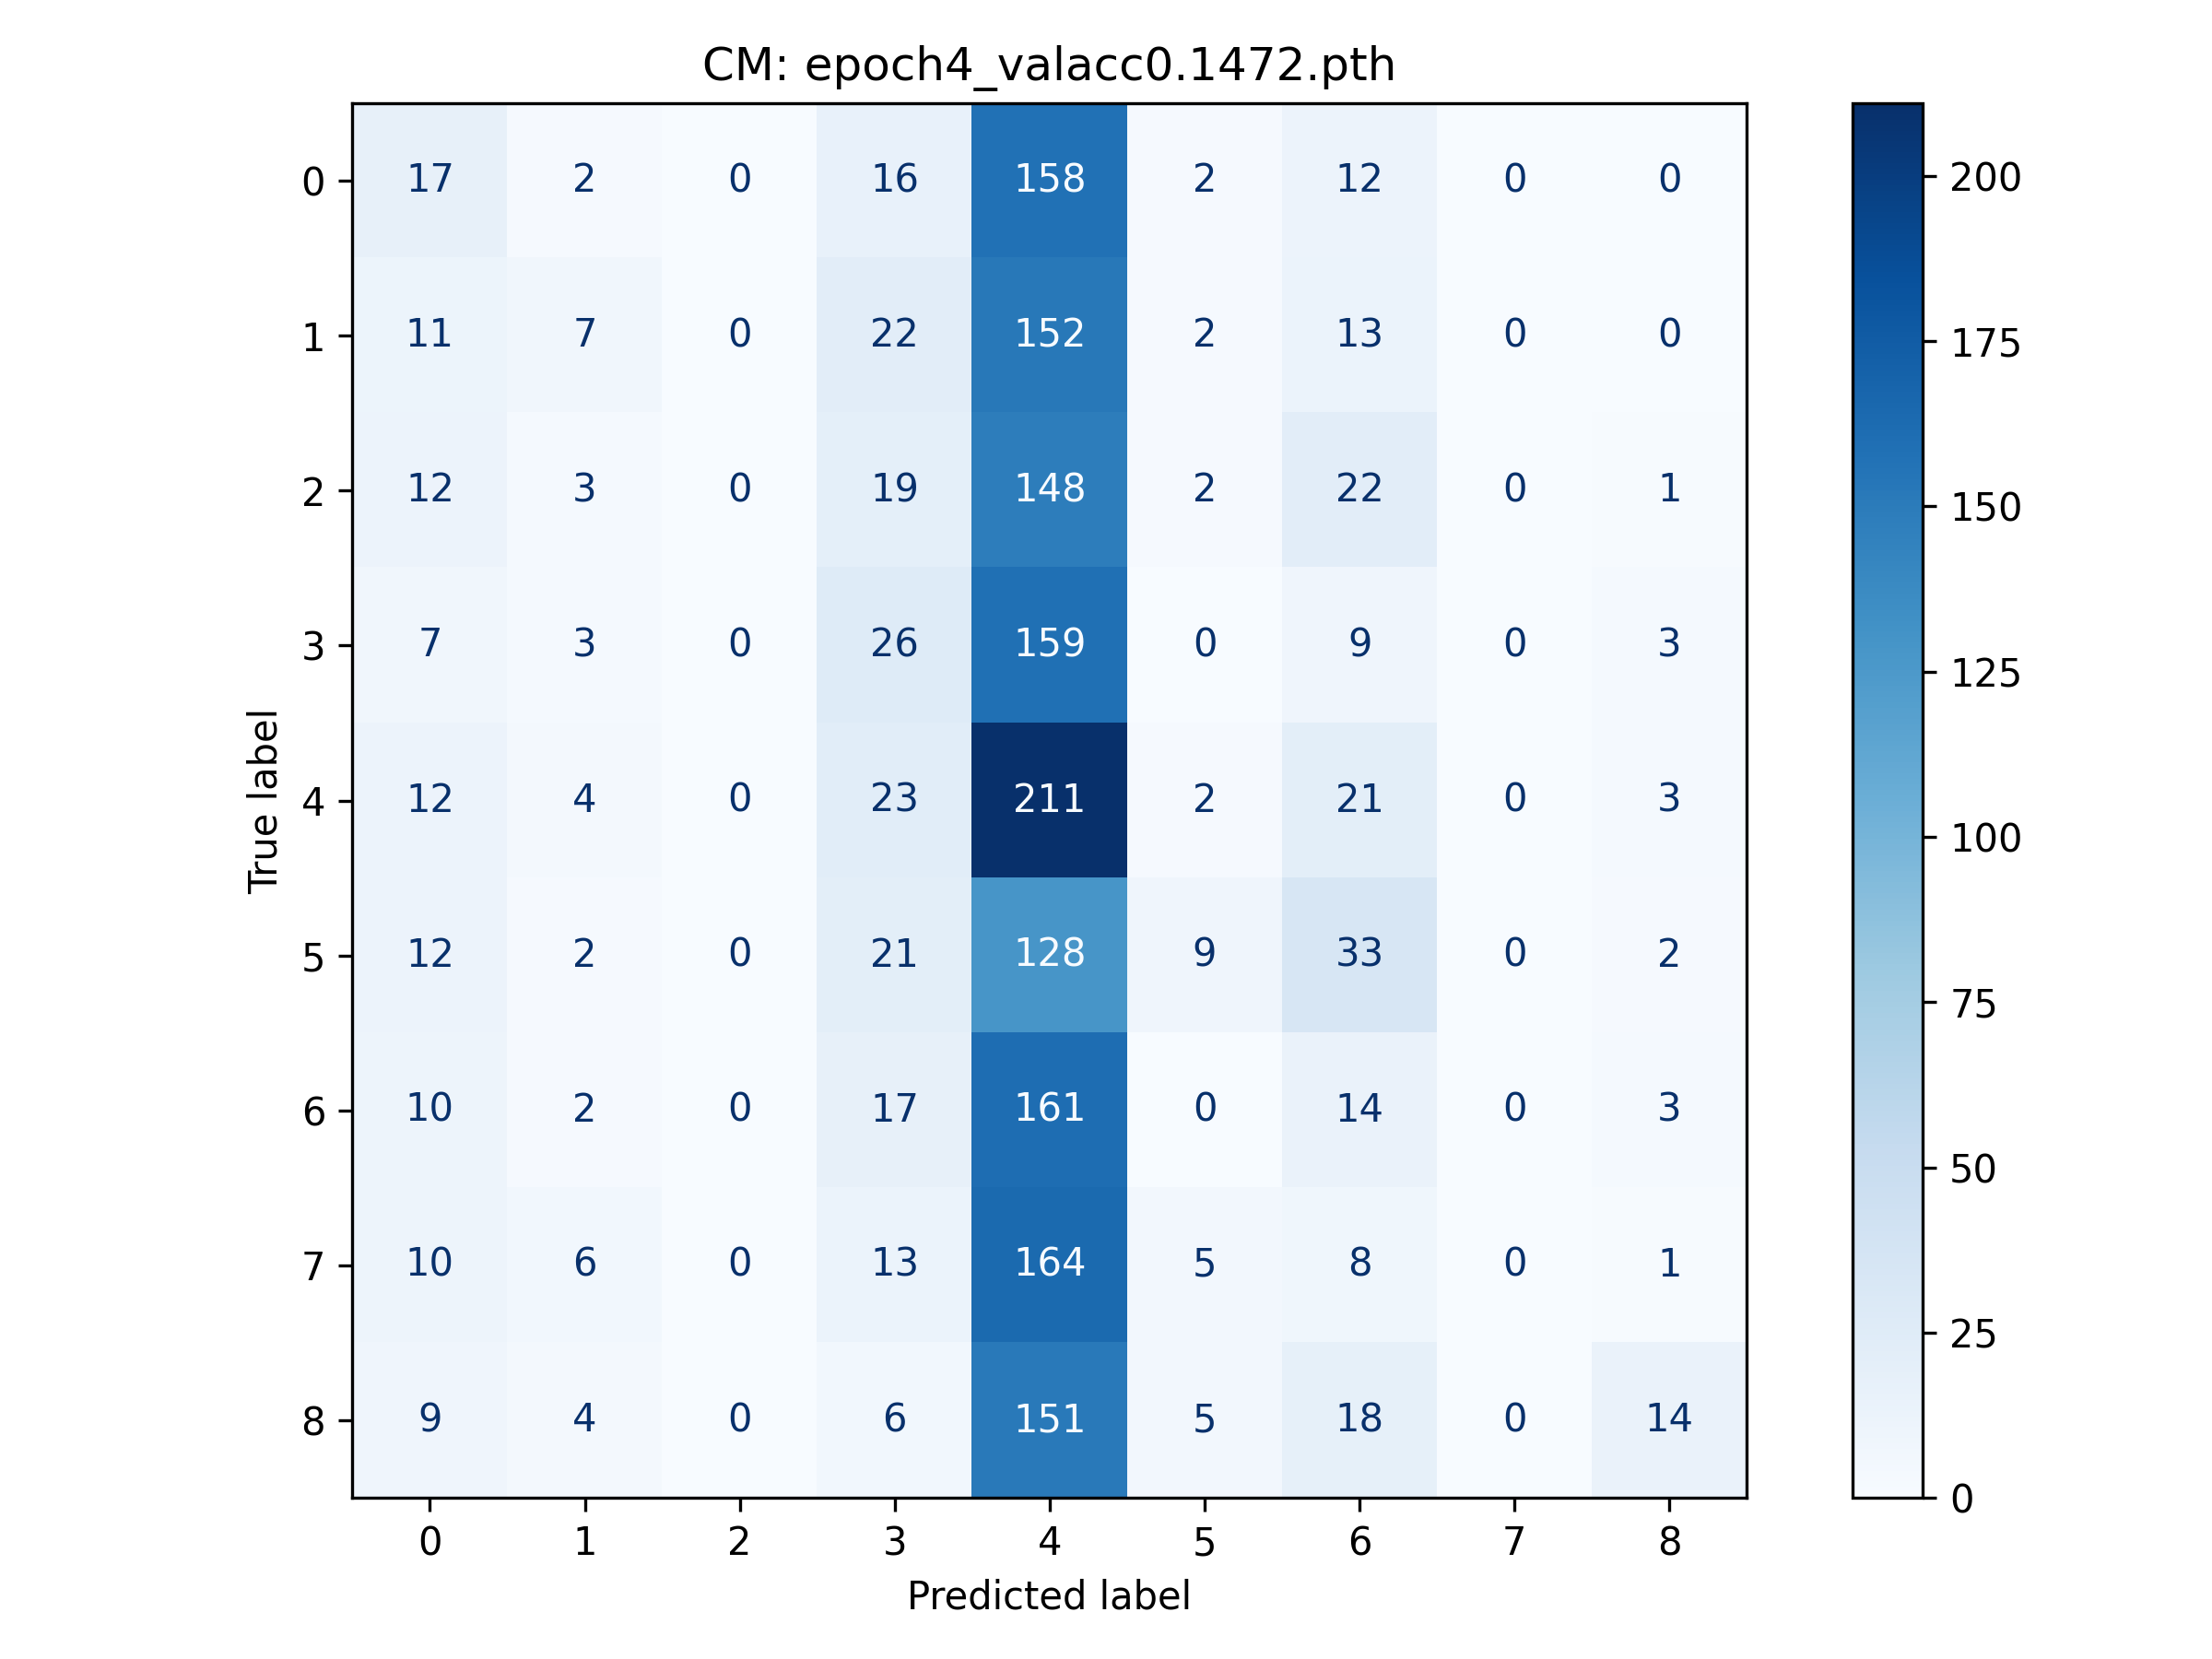 CM: epoch4_valacc0.1472.pth
0 17 2 0 16 158 2 12 0 0
1 11 7 0 22 152 2 13 0 0
2 12 3 0 19 148 2 22 0 1
3 7 3 0 26 159 0 9 0 3
4 12 4 0 23 211 2 21 0 3
5 12 2 0 21 128 9 33 0 2
6 10 2 0 17 161 0 14 0 3
7 10 6 0 13 164 5 8 0 1
8 9 4 0 6 151 5 18 0 14
0 1 2 3 4 5 6 7 8
Predicted label
True label
200
175
150
125
100
75
50
25
0